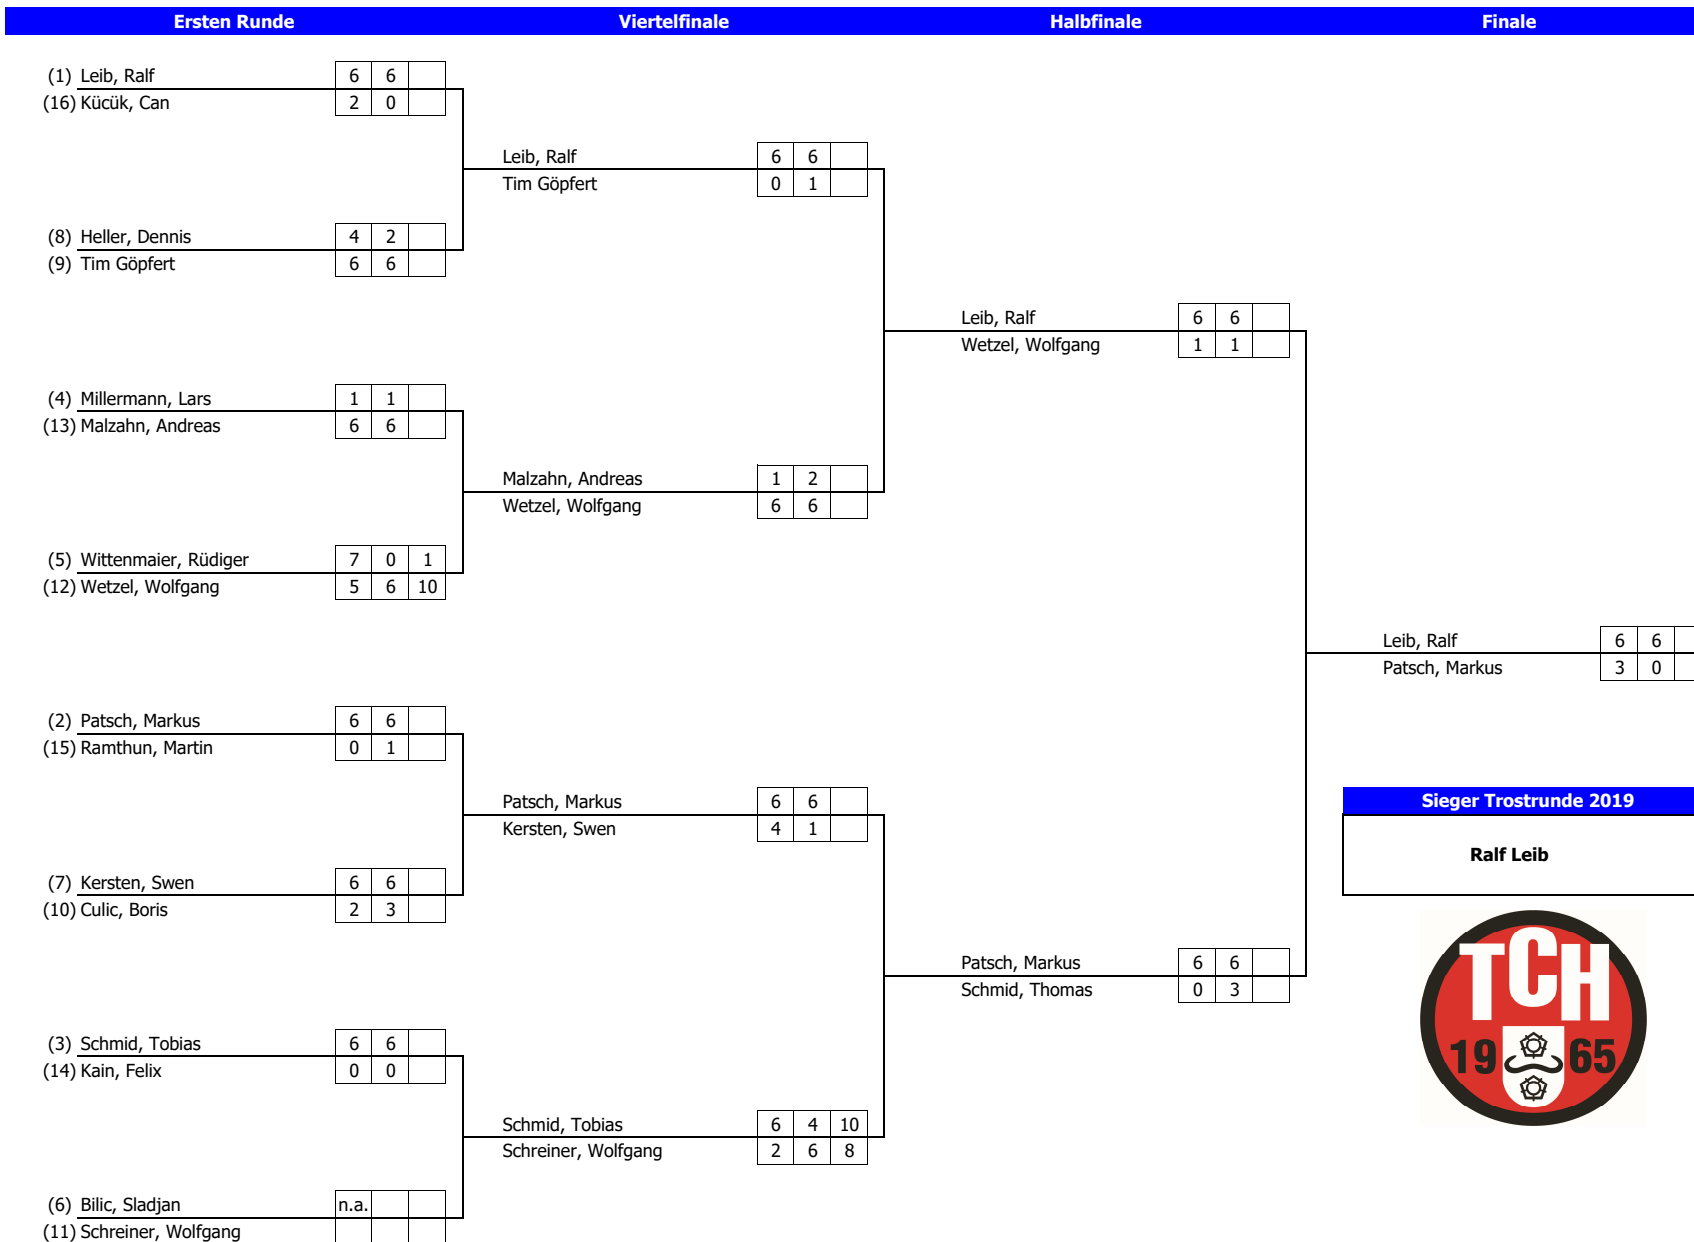 Ersten Runde Viertelfinale Halbfinale Finale
(1) Leib, Ralf 6 6
(16) Kücük, Can 2 0
Leib, Ralf 6 6
Tim Göpfert 0 1
(8) Heller, Dennis 4 2
(9) Tim Göpfert 6 6
Leib, Ralf 6 6
Wetzel, Wolfgang 1 1
(4) Millermann, Lars 1 1
(13) Malzahn, Andreas 6 6
Malzahn, Andreas 1 2
Wetzel, Wolfgang 6 6
(5) Wittenmaier, Rüdiger 7 0 1
(12) Wetzel, Wolfgang 5 6 10
Leib, Ralf 6 6
Patsch, Markus 3 0
(2) Patsch, Markus 6 6
(15) Ramthun, Martin 0 1
Patsch, Markus 6 6
Kersten, Swen 4 1
Sieger Trostrunde 2019
Ralf Leib
(7) Kersten, Swen 6 6
(10) Culic, Boris 2 3
Patsch, Markus 6 6
Schmid, Thomas 0 3
TCH
19 65
(3) Schmid, Tobias 6 6
(14) Kain, Felix 0 0
Schmid, Tobias 6 4 10
Schreiner, Wolfgang 2 6 8
(6) Bilic, Sladjan n.a.
(11) Schreiner, Wolfgang